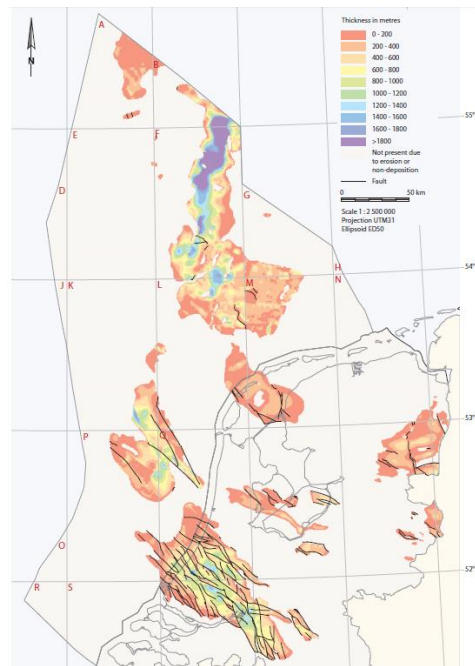 Thickness in metres
0 - 200
200 - 400
400 - 600
600 - 800
800 - 1000
1000 - 1200
1200 - 1400
1400 - 1600
1600 - 1800
>1800
Not present due
to erosion or
non-deposition
Fault
0 50 km
Scale 1 : 2 500 000
Projection UTM31
Ellipsoid ED50
N
A
B
E
F
55°
D
G
H
J K
L
M
N
54°
P
Q
53°
O
R S
52°